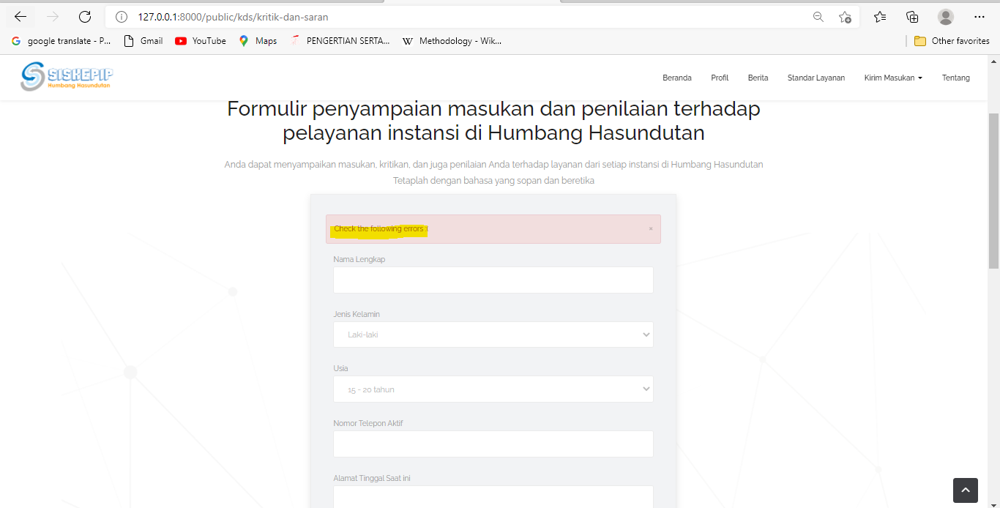 127.0.0.1:8000/public/kds/kritik-dan-saran
google translate - P... Gmail YouTube Maps PENGERTIAN SERTA... Methodology - Wik... Other favorites
SISKEPIP
Humbang Hasundutan
Beranda Profil Berita Standar Layanan Kirim Masukan Tentang
Formulir penyampaian masukan dan penilaian terhadap
pelayanan instansi di Humbang Hasundutan
Anda dapat menyampaikan masukan, kritikan, dan juga penilaian Anda terhadap layanan dari setiap instansi di Humbang Hasundutan
Tetaplah dengan bahasa yang sopan dan beretika
Check the following errors :( ×
Nama Lengkap
Jenis Kelamin
Laki-laki
Usia
15 - 20 tahun
Nomor Telepon Aktif
Alamat Tinggal Saat ini